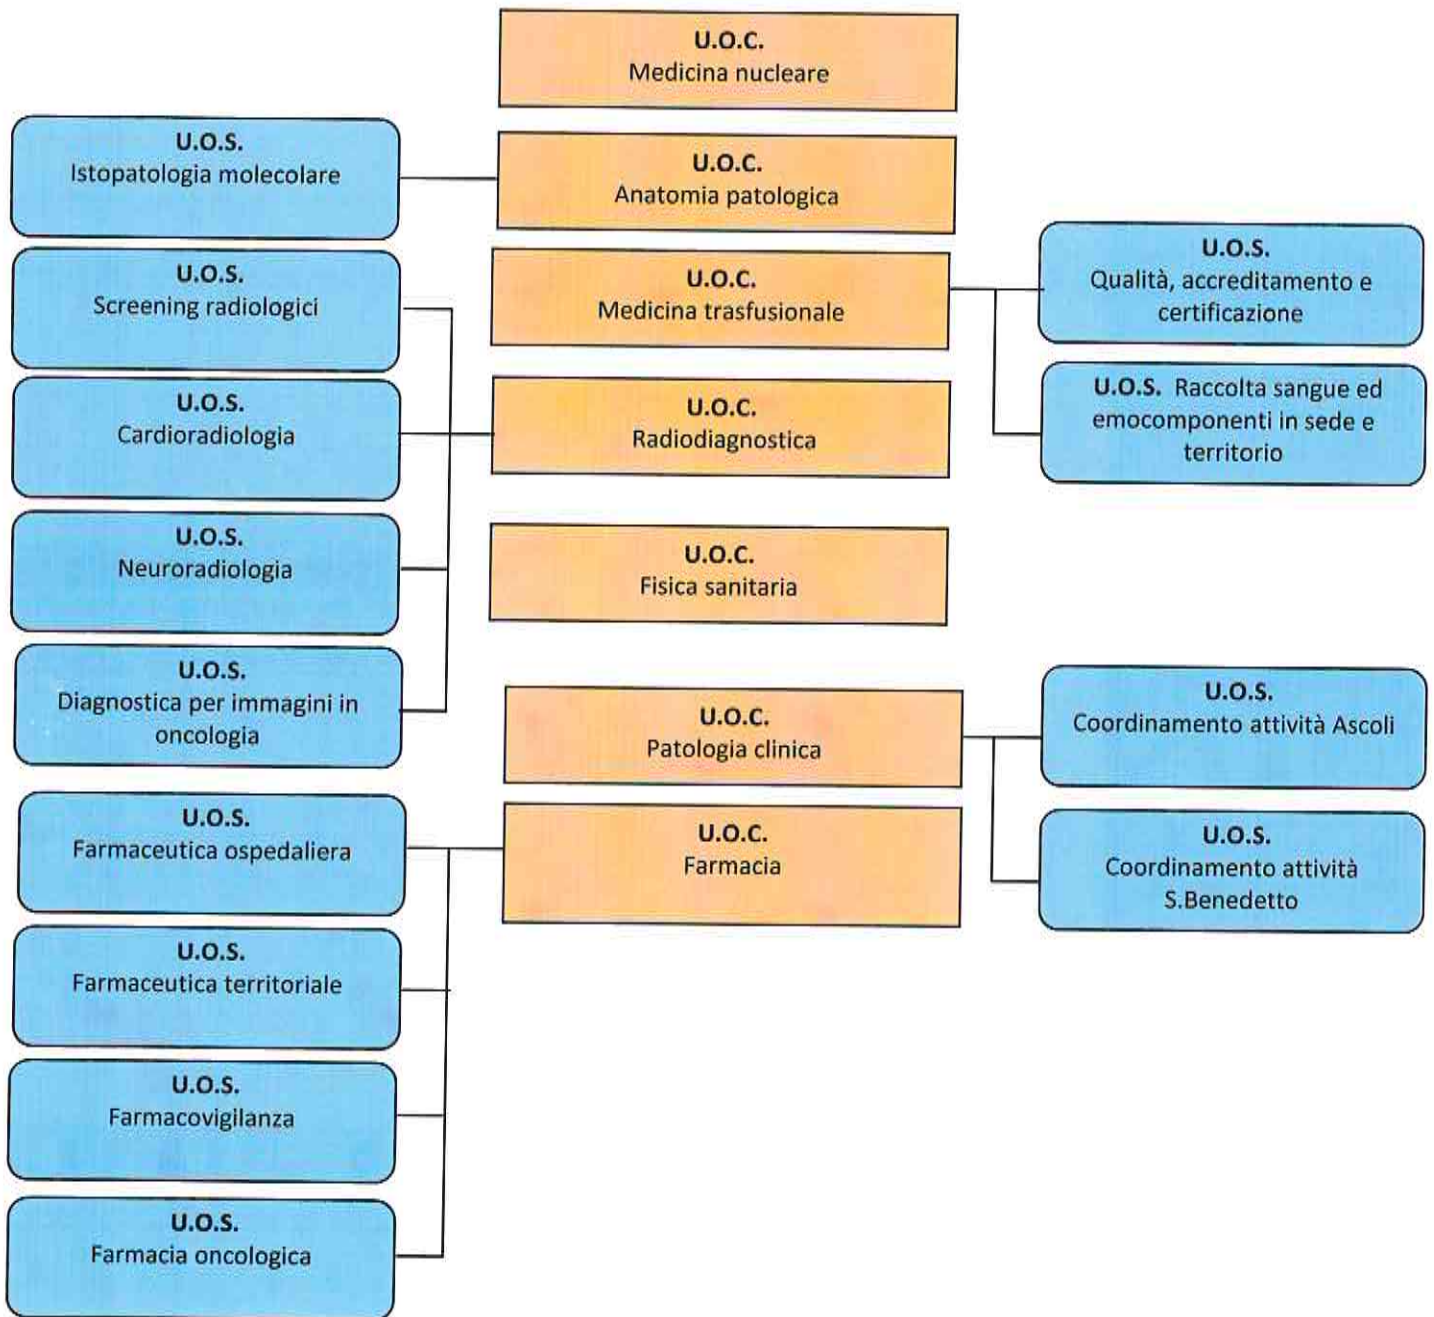 U.O.C.
Medicina nucleare
U.O.S.
Istopatologia molecolare
U.O.C.
Anatomia patologica
U.O.S.
Screening radiologici
U.O.C.
Medicina trasfusionale
U.O.S.
Qualità, accreditamento e
certificazione
U.O.S. Raccolta sangue ed
emocomponenti in sede e
territorio
U.O.S.
Cardioradiologia
U.O.C.
Radiodiagnostica
U.O.S.
Neuroradiologia
U.O.C.
Fisica sanitaria
U.O.S.
Diagnostica per immagini in
oncologia
U.O.C.
Patologia clinica
U.O.S.
Coordinamento attività Ascoli
U.O.S.
Coordinamento attività
S.Benedetto
U.O.S.
Farmaceutica ospedaliera
U.O.C.
Farmacia
U.O.S.
Farmaceutica territoriale
U.O.S.
Farmacovigilanza
U.O.S.
Farmacia oncologica